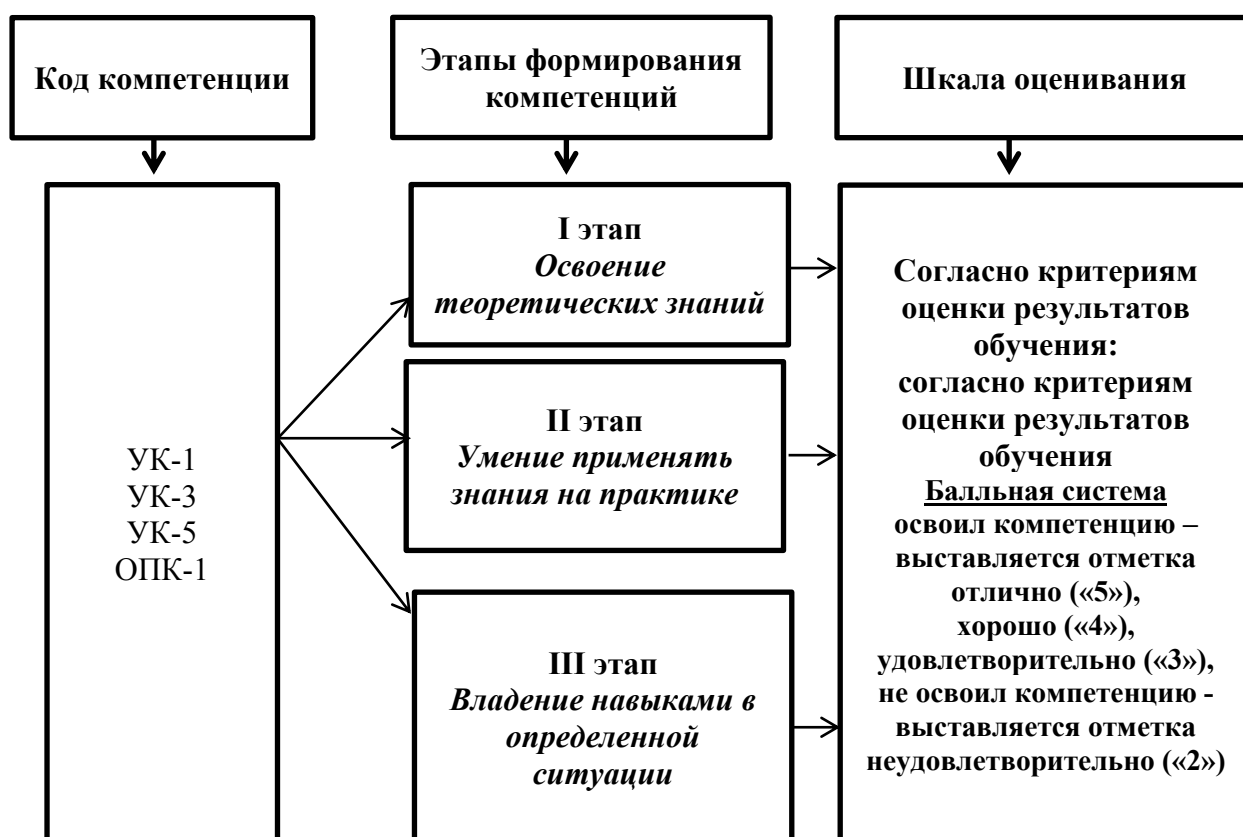 Код компетенции
Этапы формирования
компетенций
Шкала оценивания
УК-1
УК-3
УК-5
ОПК-1
I этап
Освоение
теоретических знаний
II этап
Умение применять
знания на практике
III этап
Владение навыками в
определенной
ситуации
Согласно критериям
оценки результатов
обучения:
согласно критериям
оценки результатов
обучения
Балльная система
освоил компетенцию –
выставляется отметка
отлично («5»),
хорошо («4»),
удовлетворительно («3»),
не освоил компетенцию -
выставляется отметка
неудовлетворительно («2»)